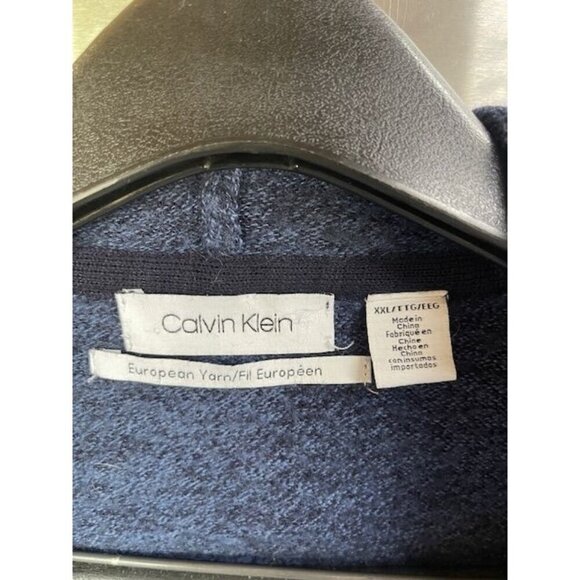 Calvin Klein
European Yarn/Fil Européen
XXL/TTG/EEG
Made in
China
Fabriqué en
Chine
Hecho en
China
con insumos
importados